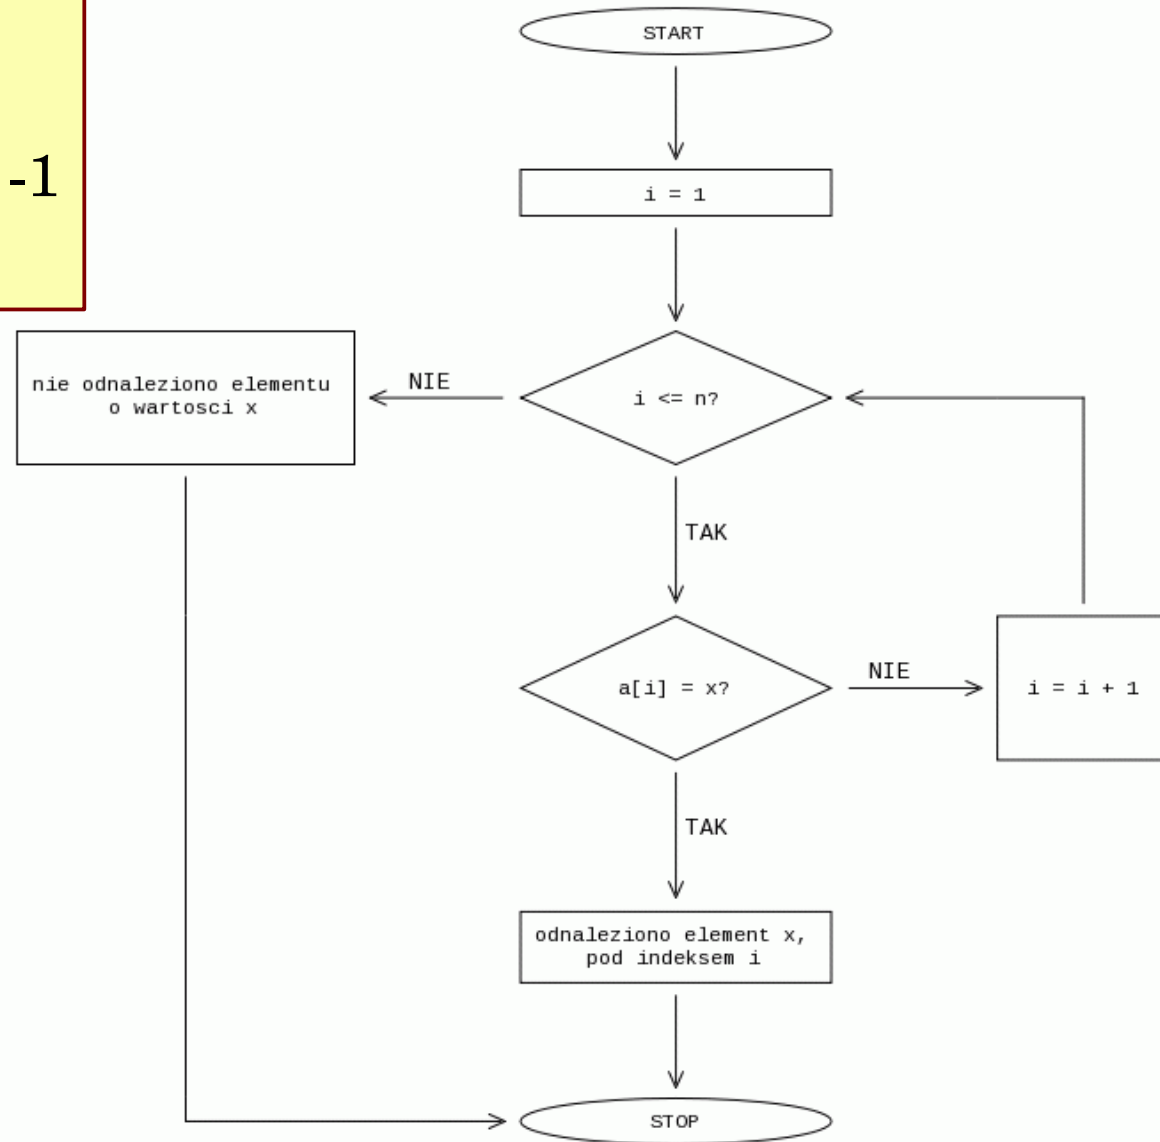 -1
START
i = 1
i <= n?
NIE
nie odnaleziono elementu
o wartosci x
TAK
a[i] = x?
NIE
i = i + 1
TAK
odnaleziono element x,
pod indeksem i
STOP